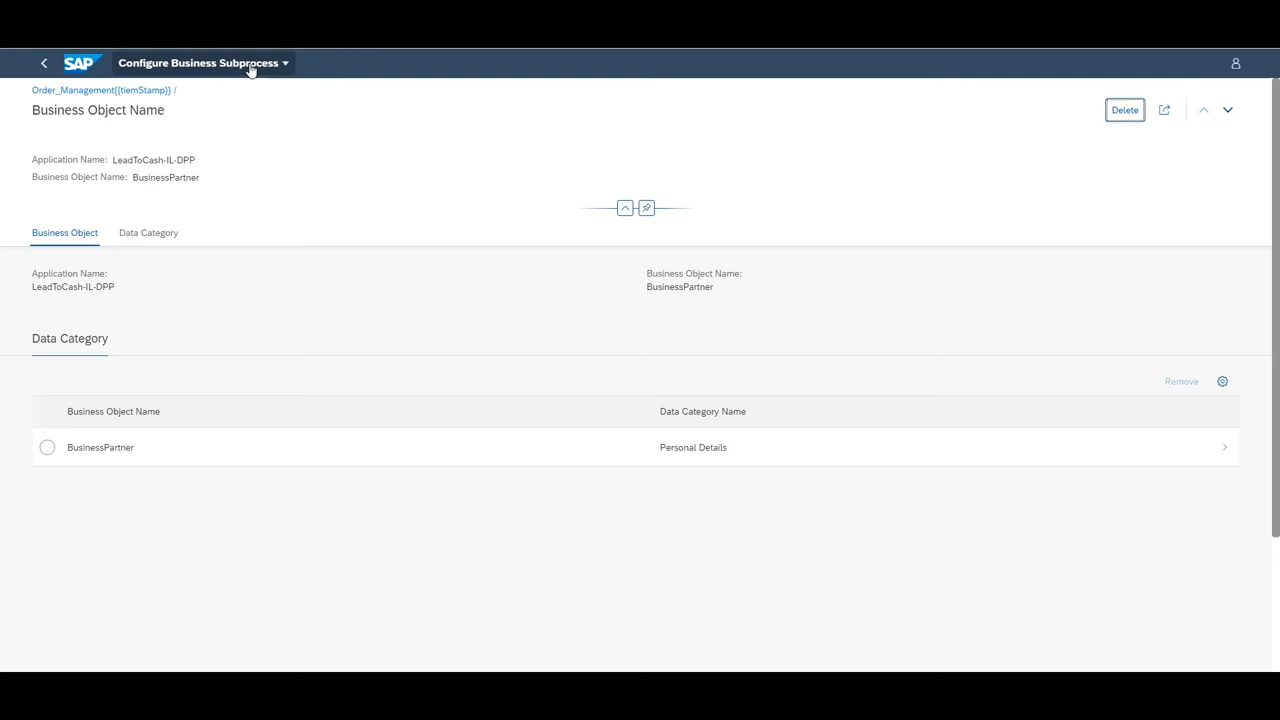 SAP Configure Business Subprocess
Order_Management{{tiemStamp}} /
Business Object Name
Delete
Application Name: LeadToCash-IL-DPP
Business Object Name: BusinessPartner
Business Object Data Category
Application Name: Business Object Name:
LeadToCash-IL-DPP BusinessPartner
Data Category
Remove
Business Object Name Data Category Name
BusinessPartner Personal Details